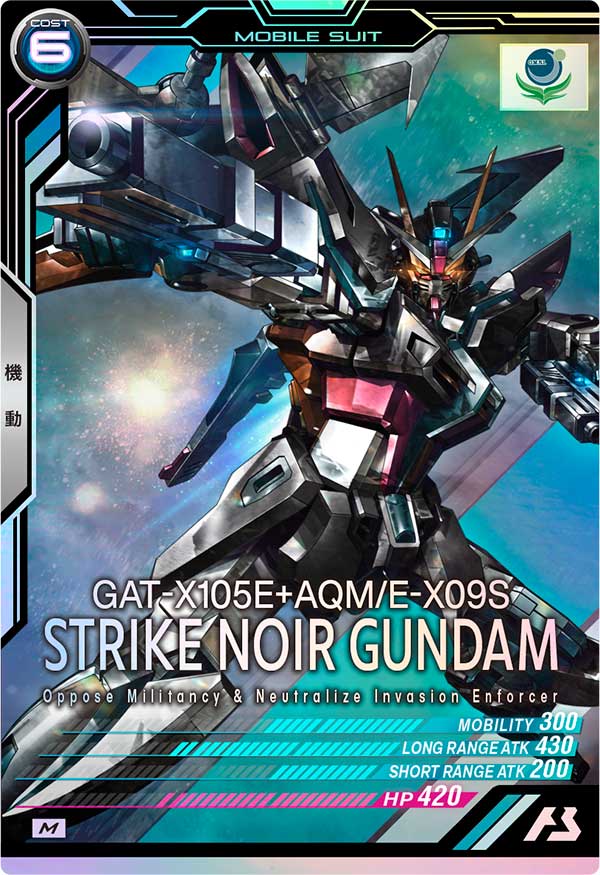 COST
6
MOBILE SUIT
機動
GAT-X105E+AQM/E-X09S
STRIKE NOIR GUNDAM
Oppose Militancy & Neutralize Invasion Enforcer
MOBILITY 300
LONG RANGE ATK 430
SHORT RANGE ATK 200
HP 420
M